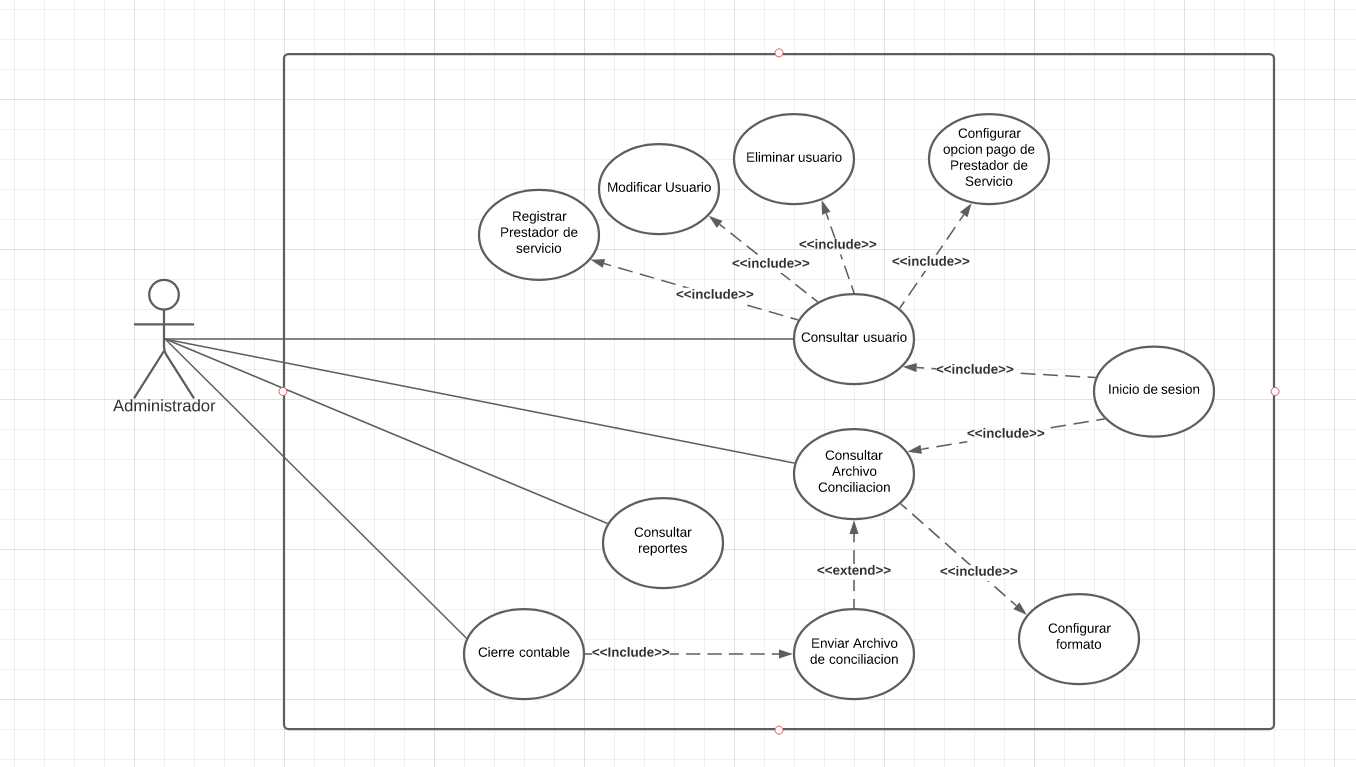 Configurar
opcion pago de
Prestador de
Servicio
Eliminar usuario
Modificar Usuario
Registrar
Prestador de
servicio
<<include>>
<<include>>
<<include>>
<<include>>
Consultar usuario
<<include>>
Inicio de sesion
Administrador
<<include>>
Consultar
Archivo
Conciliacion
Consultar
reportes
<<extend>>
<<include>>
Cierre contable
<<Include>>
Enviar Archivo
de conciliacion
Configurar
formato